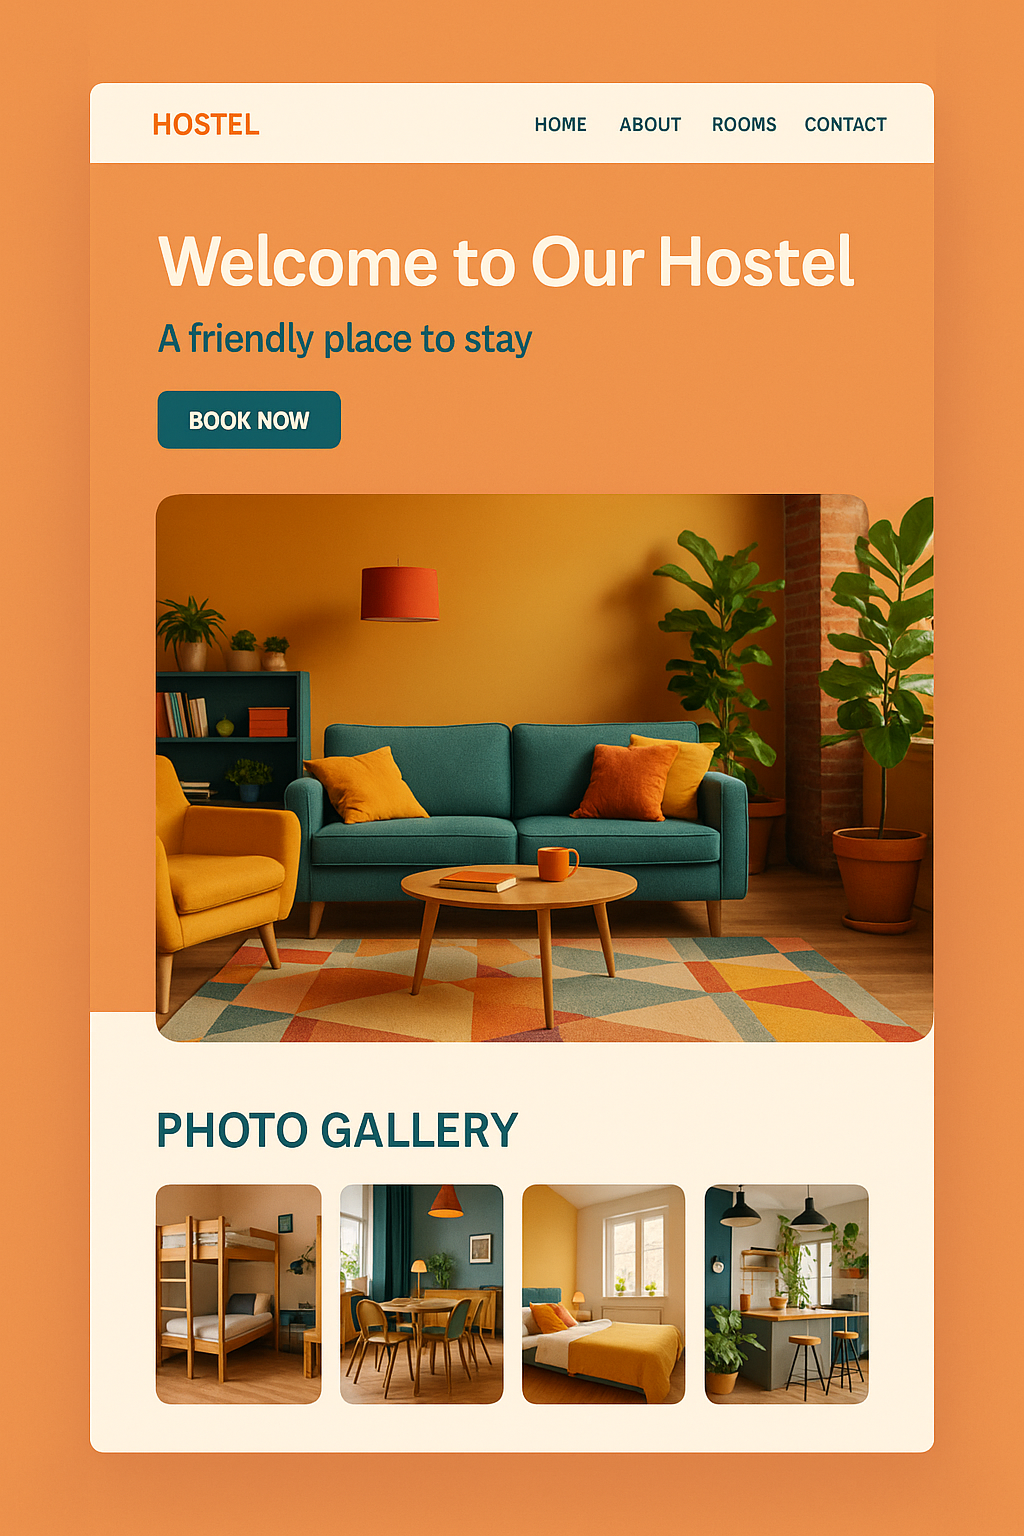 HOSTEL
HOME ABOUT ROOMS CONTACT
Welcome to Our Hostel
A friendly place to stay
BOOK NOW
PHOTO GALLERY